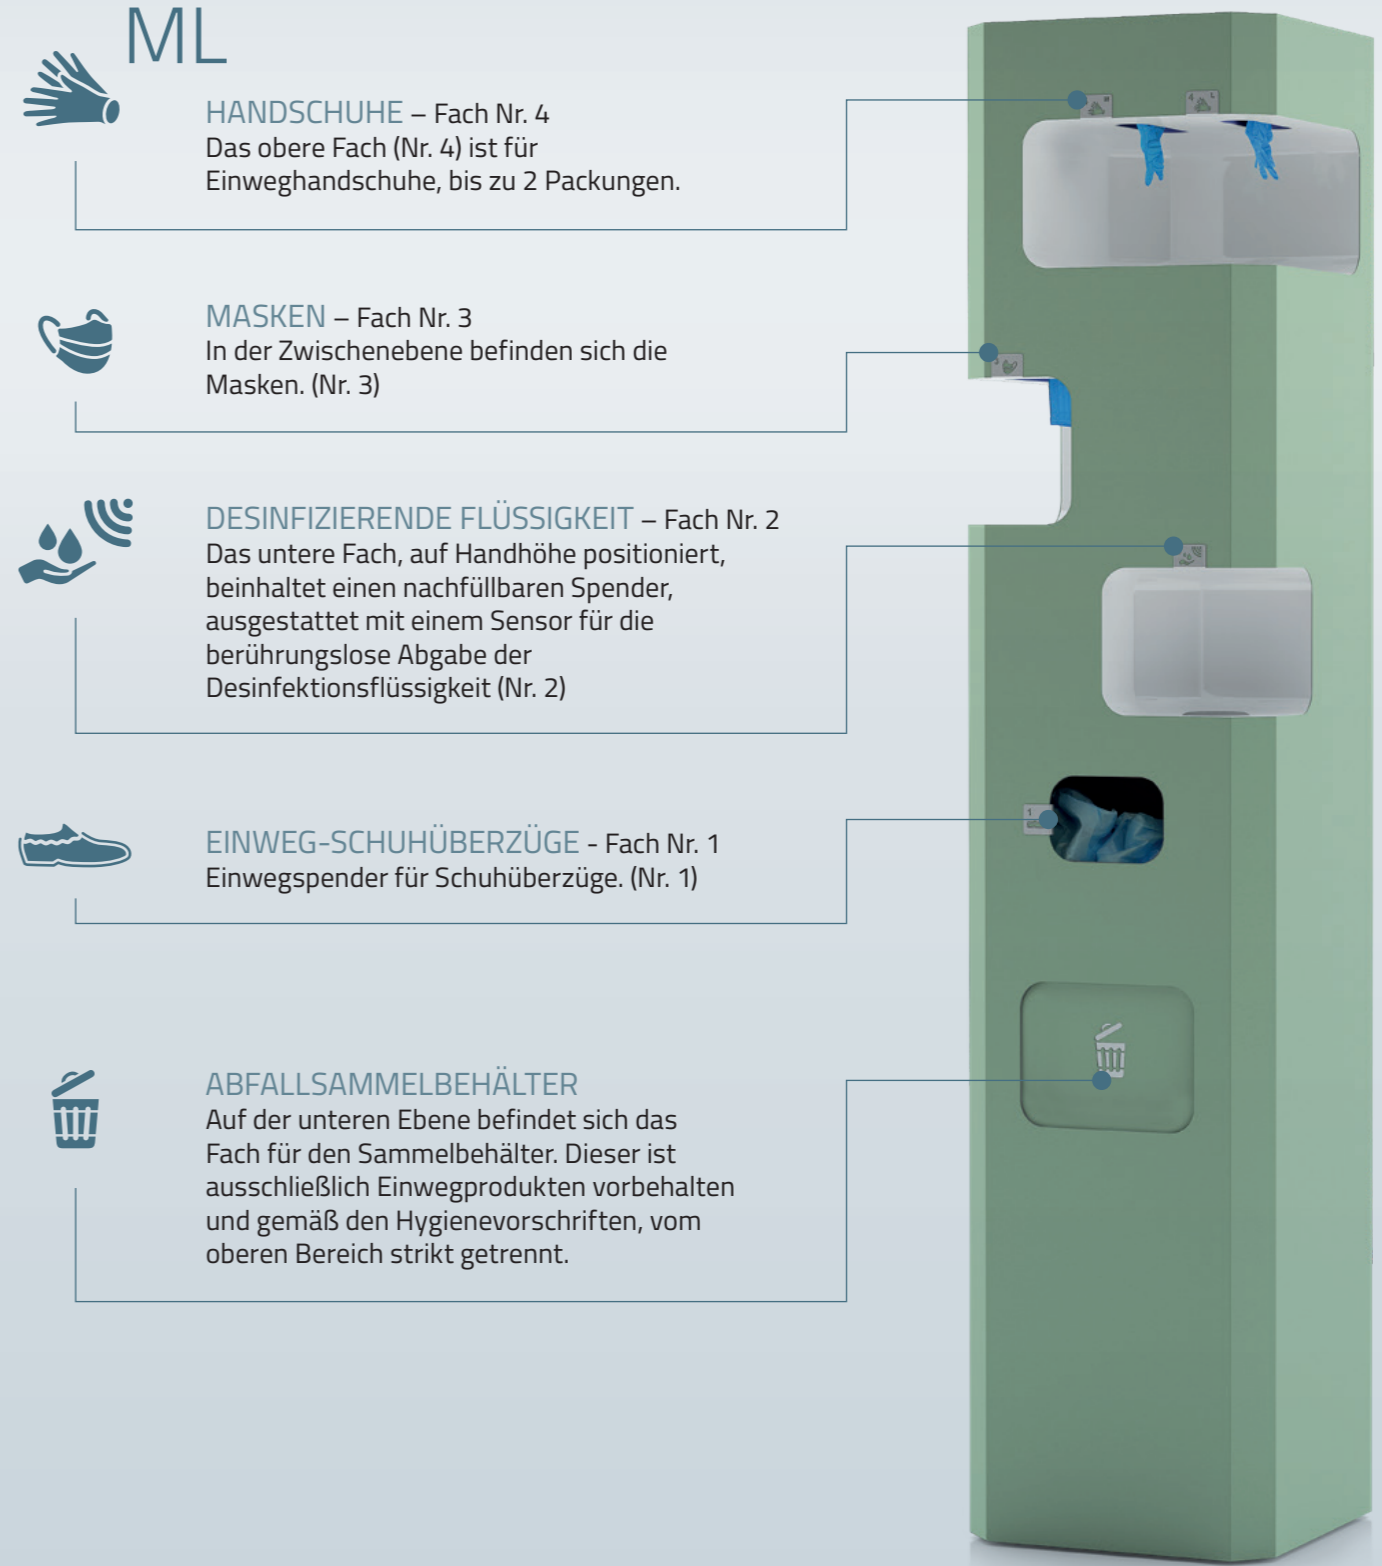 ML
HANDSCHUHE – Fach Nr. 4
Das obere Fach (Nr. 4) ist für
Einweghandschuhe, bis zu 2 Packungen.
MASKEN – Fach Nr. 3
In der Zwischenebene befinden sich die
Masken. (Nr. 3)
DESINFIZIERENDE FLÜSSIGKEIT – Fach Nr. 2
Das untere Fach, auf Handhöhe positioniert,
beinhaltet einen nachfüllbaren Spender,
ausgestattet mit einem Sensor für die
berührungslose Abgabe der
Desinfektionsflüssigkeit (Nr. 2)
EINWEG-SCHUHÜBERZÜGE - Fach Nr. 1
Einwegspender für Schuhüberzüge. (Nr. 1)
ABFALLSAMMELBEHÄLTER
Auf der unteren Ebene befindet sich das
Fach für den Sammelbehälter. Dieser ist
ausschließlich Einwegprodukten vorbehalten
und gemäß den Hygienevorschriften, vom
oberen Bereich strikt getrennt.
M
4 L
1